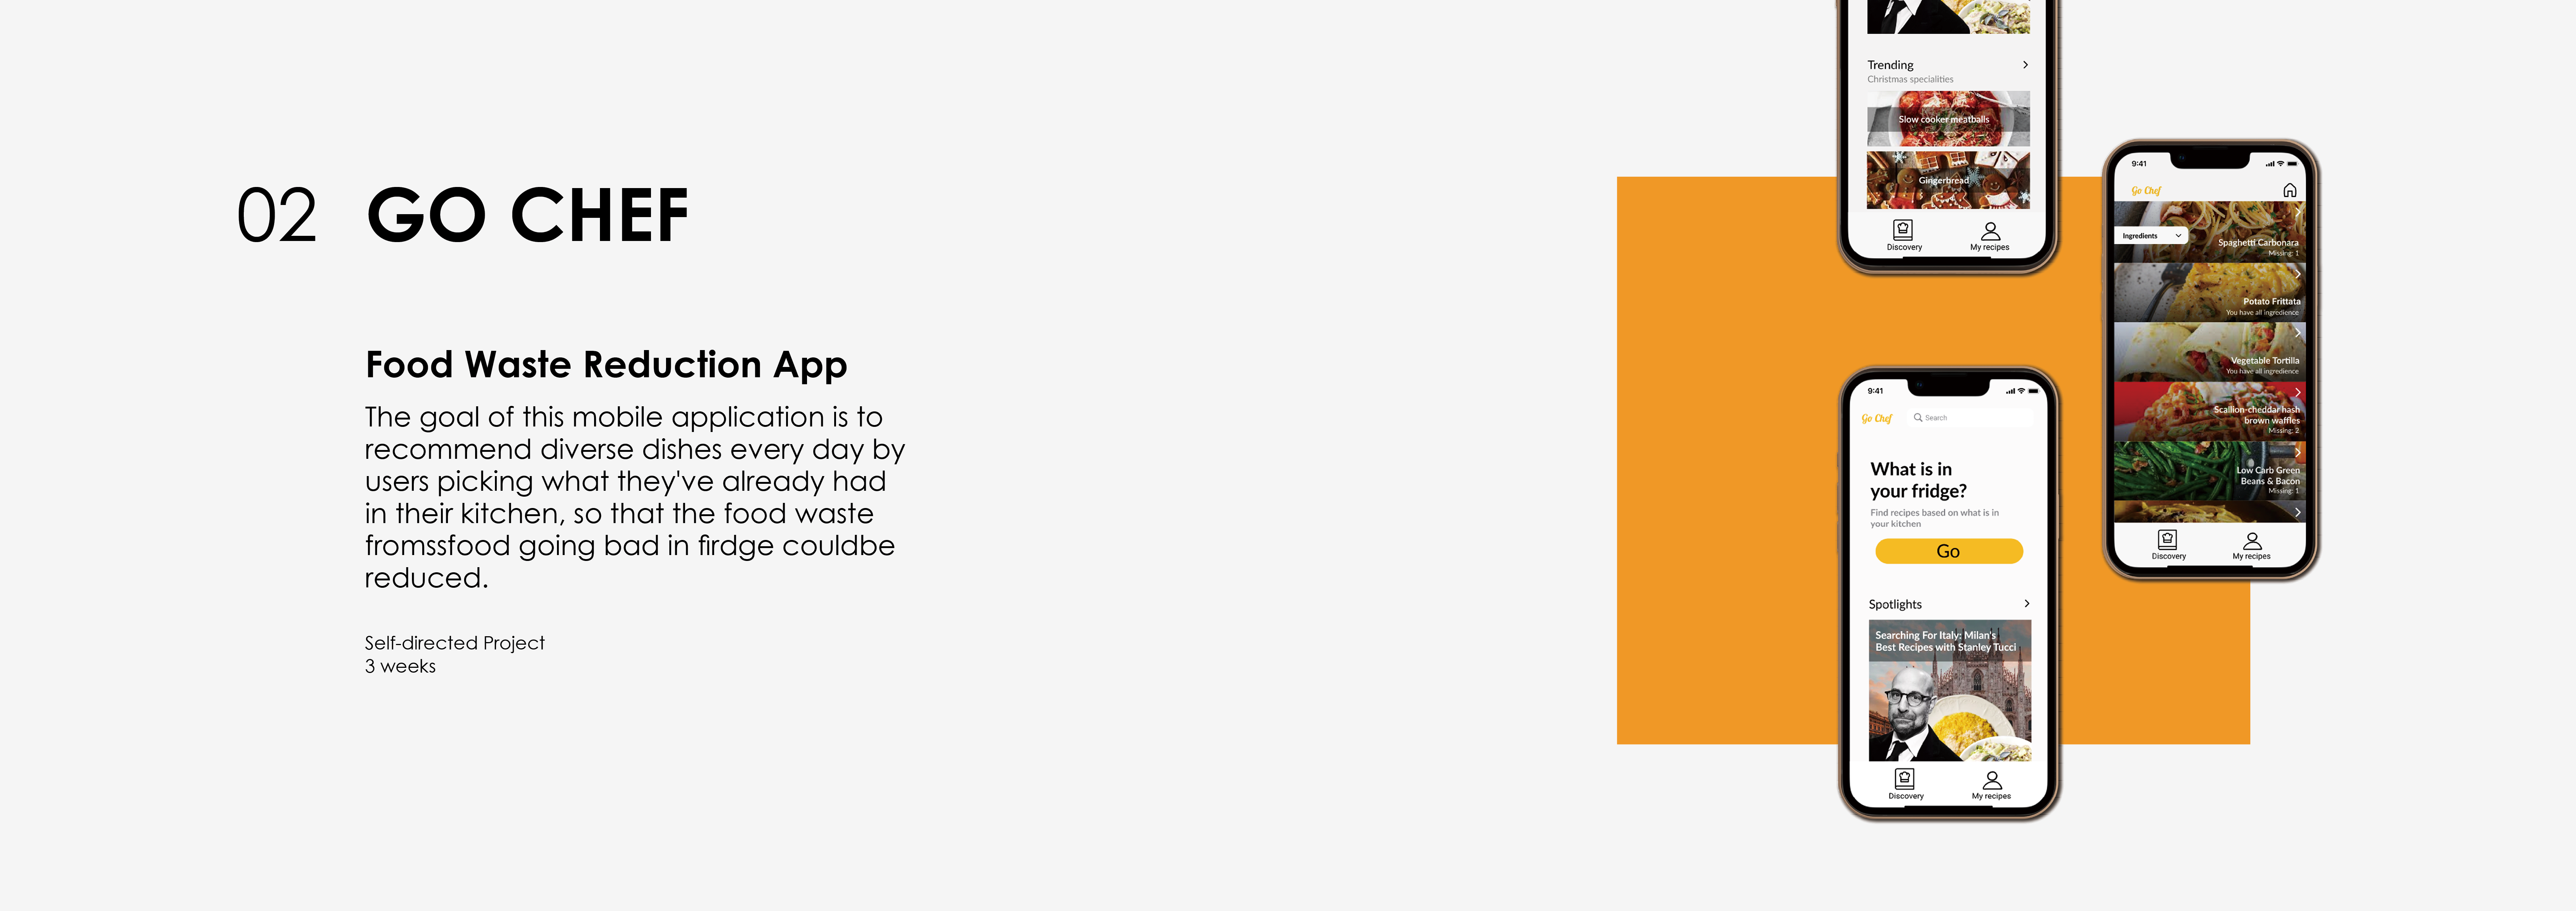 02 GO CHEF
Food Waste Reduction App
The goal of this mobile application is to
recommend diverse dishes every day by
users picking what they've already had
in their kitchen, so that the food waste
fromssfood going bad in firdge couldbe
reduced.
Self-directed Project
3 weeks
Trending
Christmas specialities
Slow cooker meatballs
Gingerbread
Discovery
My recipes
9:41
Go Chef
Search
What is in
your fridge?
Find recipes based on what is in
your kitchen
Go
Spotlights
Searching For Italy: Milan's
Best Recipes with Stanley Tucci
Discovery
My recipes
9:41
Go Chef
Ingredients
Spaghetti Carbonara
Missing: 1
Potato Frittata
You have all ingredience
Vegetable Tortilla
You have all ingredience
Scallion-cheddar hash
brown waffles
Missing: 2
Low Carb Green
Beans & Bacon
Missing: 1
Discovery
My recipes